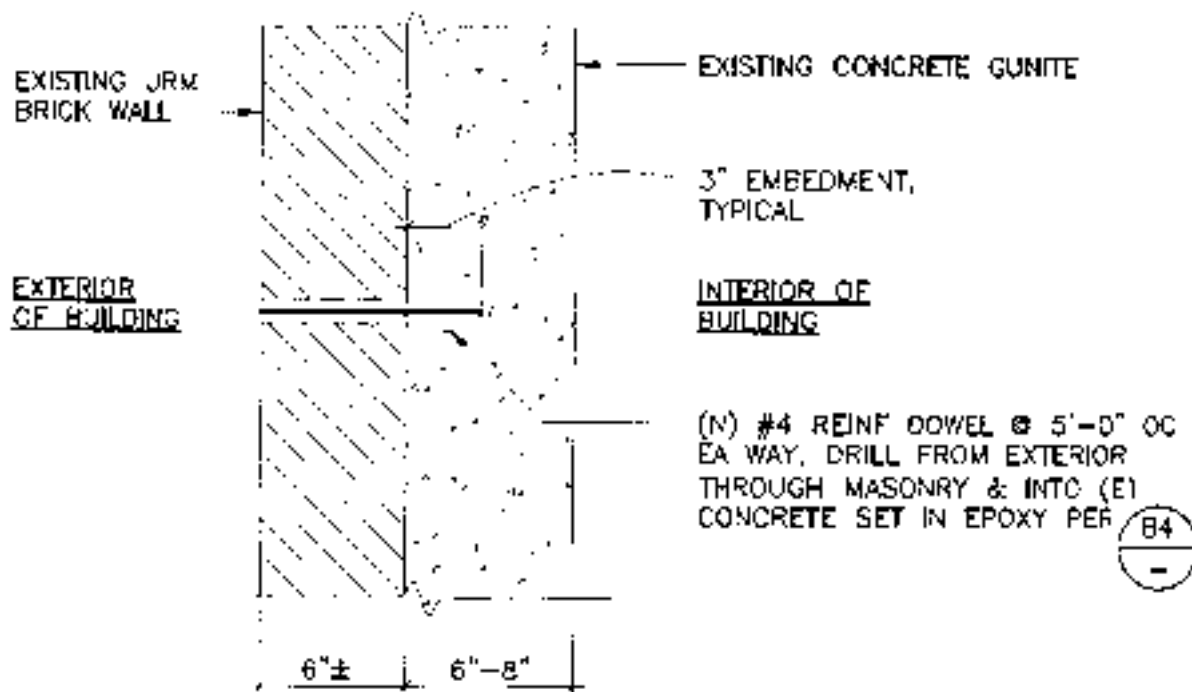 EXISTING JRM
BRICK WALL
EXISTING CONCRETE GUNITE
3" EMBEDMENT,
TYPICAL
EXTERIOR
OF BUILDING
INTERIOR OF
BUILDING
(N) #4 REINF DOWEL @ 5'-0" OC
EA WAY, DRILL FROM EXTERIOR
THROUGH MASONRY & INTO (E)
CONCRETE SET IN EPOXY PER
B4
-
6"±
6"-8"